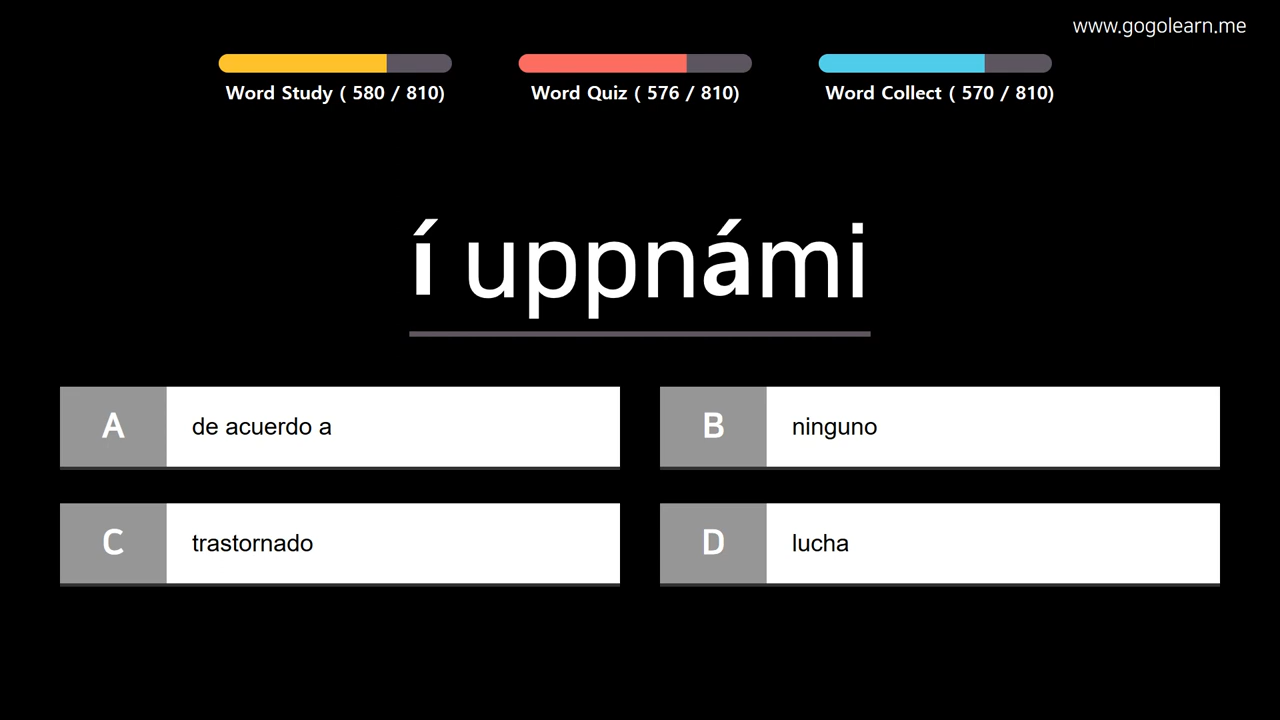 www.gogolearn.me
Word Study ( 580 / 810)
Word Quiz ( 576 / 810)
Word Collect ( 570 / 810)
í uppnámi
A de acuerdo a
B ninguno
C trastornado
D lucha